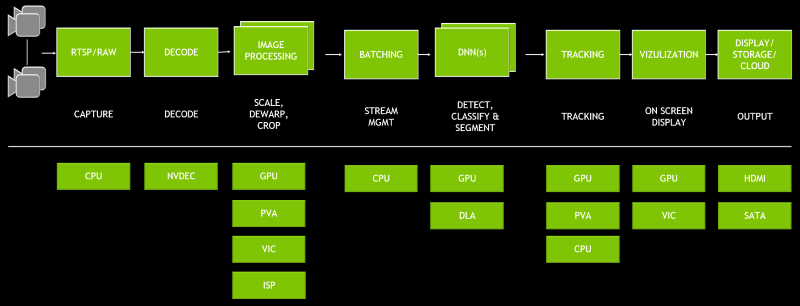 RTSP/RAW
DECODE
IMAGE
PROCESSING
BATCHING
DNN(s)
TRACKING
VIZULIZATION
DISPLAY/
STORAGE/
CLOUD
CAPTURE
DECODE
SCALE,
DEWARP,
CROP
STREAM
MGMT
DETECT,
CLASSIFY &
SEGMENT
TRACKING
ON SCREEN
DISPLAY
OUTPUT
CPU
NVDEC
GPU
CPU
GPU
GPU
GPU
HDMI
PVA
DLA
PVA
VIC
SATA
VIC
CPU
ISP